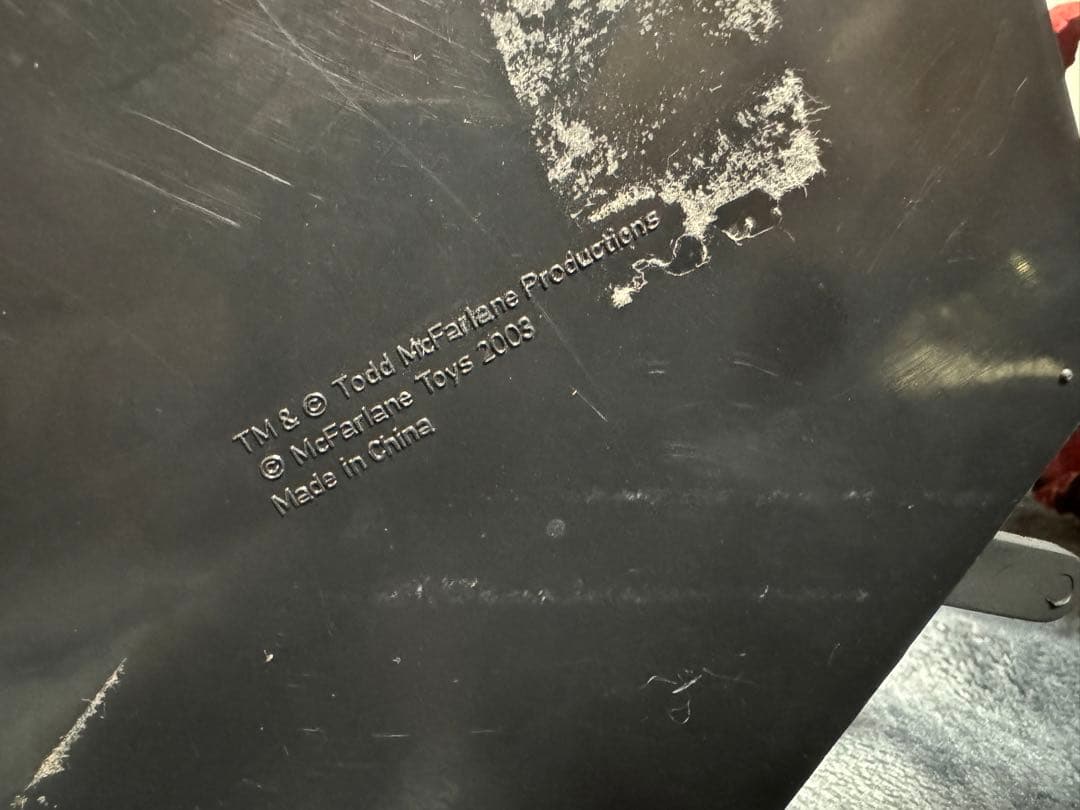 TM & © Todd McFarlane Productions
© McFarlane Toys 2003
Made in China